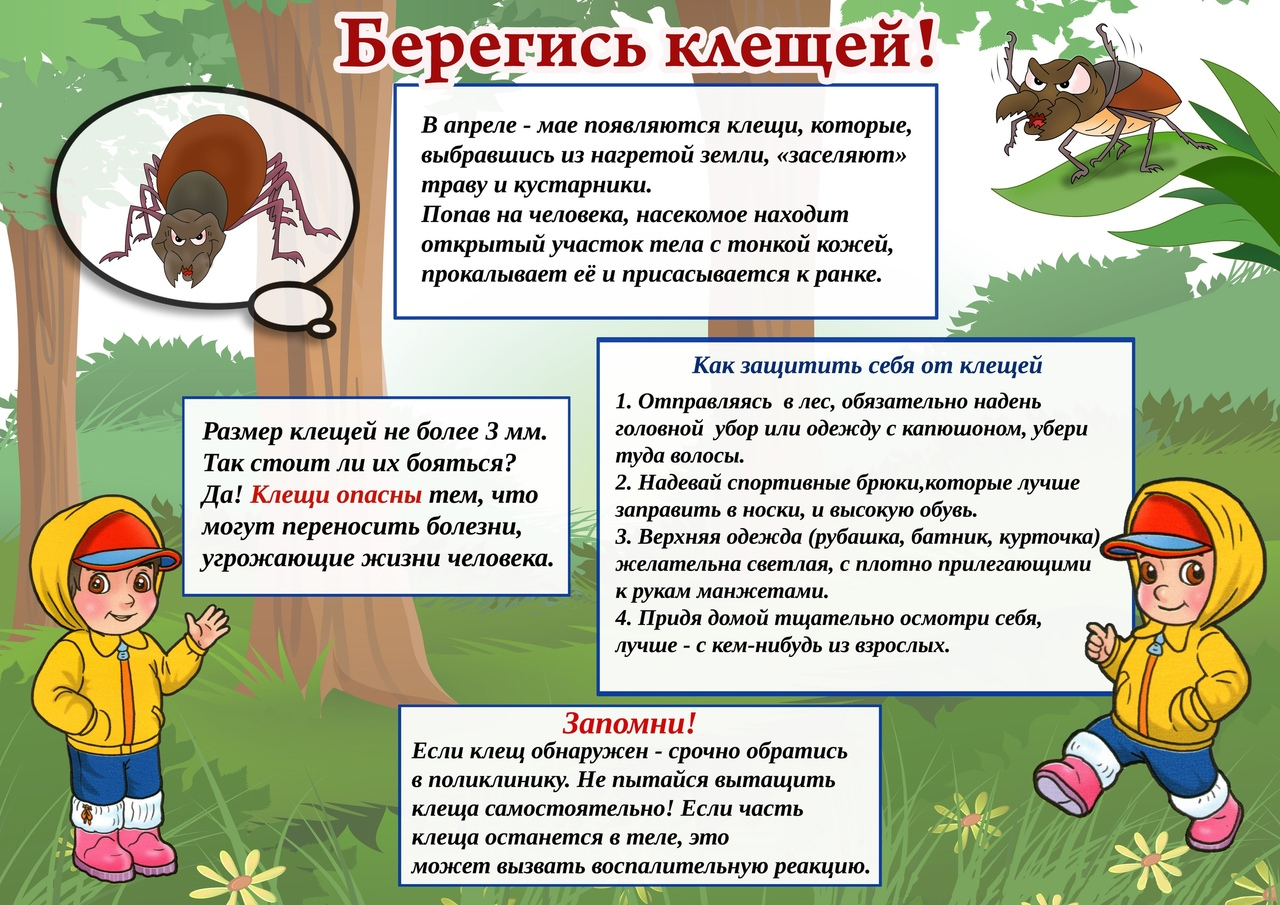 Берегись клещей!
В апреле - мае появляются клещи, которые,
выбравшись из нагретой земли, «заселяют»
траву и кустарники.
Попав на человека, насекомое находит
открытый участок тела с тонкой кожей,
прокалывает её и присасывается к ранке.
Размер клещей не более 3 мм.
Так стоит ли их бояться?
Да! Клещи опасны тем, что
могут переносить болезни,
угрожающие жизни человека.
Как защитить себя от клещей
1. Отправляясь в лес, обязательно надень
головной убор или одежду с капюшоном, убери
туда волосы.
2. Надевай спортивные брюки,которые лучше
заправить в носки, и высокую обувь.
3. Верхняя одежда (рубашка, батник, курточка)
желательна светлая, с плотно прилегающими
к рукам манжетами.
4. Придя домой тщательно осмотри себя,
лучше - с кем-нибудь из взрослых.
Запомни!
Если клещ обнаружен - срочно обратись
в поликлинику. Не пытайся вытащить
клеща самостоятельно! Если часть
клеща останется в теле, это
может вызвать воспалительную реакцию.